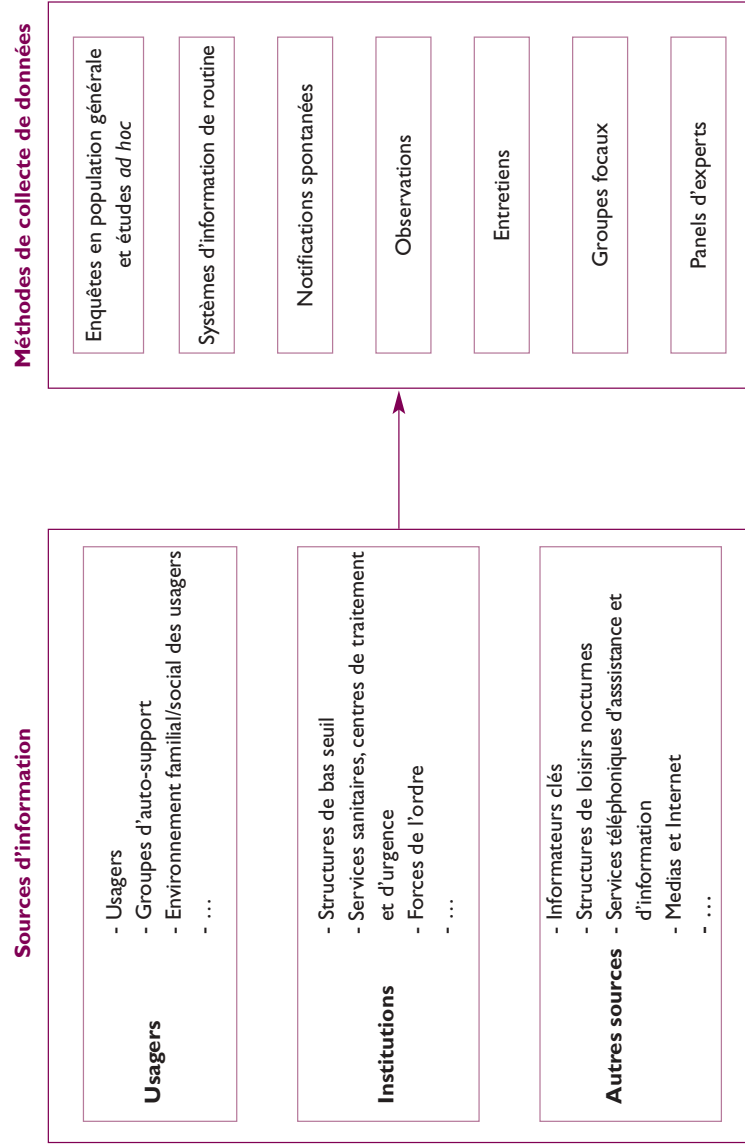 Sources d’information
Usagers
- Usagers
- Groupes d’auto-support
- Environnement familial/social des usagers
- …
Institutions
- Structures de bas seuil
- Services sanitaires, centres de traitement
et d’urgence
- Forces de l’ordre
- …
Autres sources
- Informateurs clés
- Structures de loisirs nocturnes
- Services téléphoniques d’assistance et
d’information
- Medias et Internet
- …
Méthodes de collecte de données
Enquêtes en population générale
et études ad hoc
Systèmes d’information de routine
Notifications spontanées
Observations
Entretiens
Groupes focaux
Panels d’experts